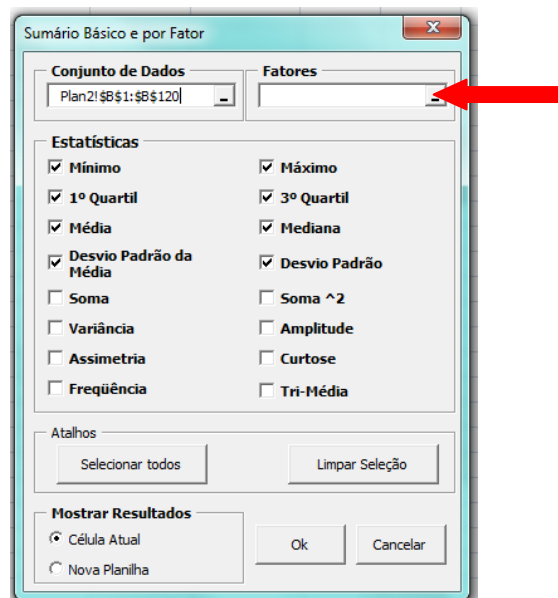 Sumário Básico e por Fator
Conjunto de Dados
Fatores
Plan2!$B$1:$B$120
Estatísticas
Mínimo
Máximo
1º Quartil
3º Quartil
Média
Mediana
Desvio Padrão da
Média
Desvio Padrão
Soma
Soma ^2
Variância
Amplitude
Assimetria
Curtose
Freqüência
Tri-Média
Atalhos
Selecionar todos
Limpar Seleção
Mostrar Resultados
Célula Atual
Nova Planilha
Ok
Cancelar